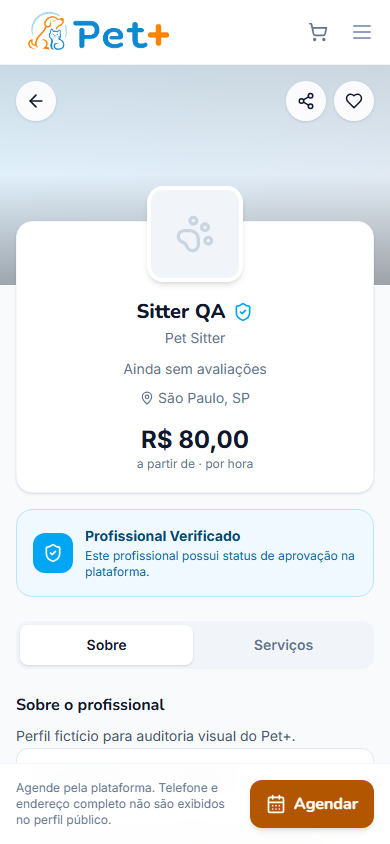 Pet+
Sitter QA
Pet Sitter
Ainda sem avaliações
São Paulo, SP
R$ 80,00
a partir de · por hora
Profissional Verificado
Este profissional possui status de aprovação na
plataforma.
Sobre
Serviços
Sobre o profissional
Perfil fictício para auditoria visual do Pet+.
Agende pela plataforma. Telefone e
endereço completo não são exibidos
no perfil público.
Agendar